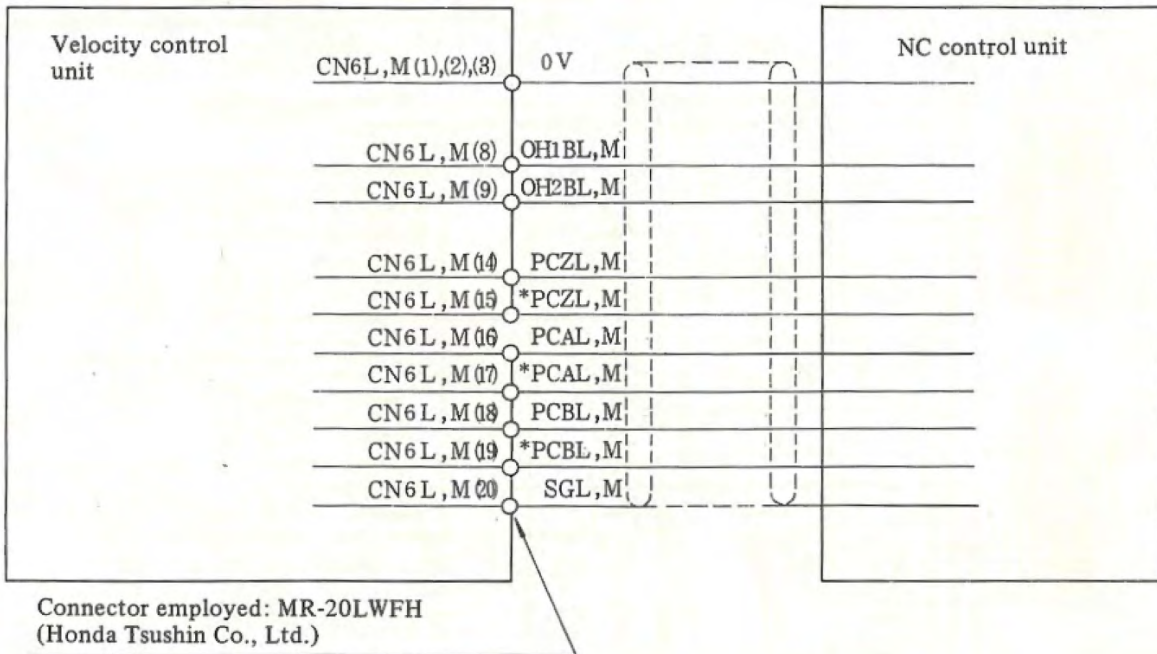 Velocity control
unit
NC control unit
CN6L,M(1),(2),(3) 0V
CN6L,M(8) OH1BL,M
CN6L,M(9) OH2BL,M
CN6L,M(14) PCZL,M
CN6L,M(15) *PCZL,M
CN6L,M(16) PCAL,M
CN6L,M(17) *PCAL,M
CN6L,M(18) PCBL,M
CN6L,M(19) *PCBL,M
CN6L,M(20) SGL,M
Connector employed: MR-20LWFH
(Honda Tsushin Co., Ltd.)